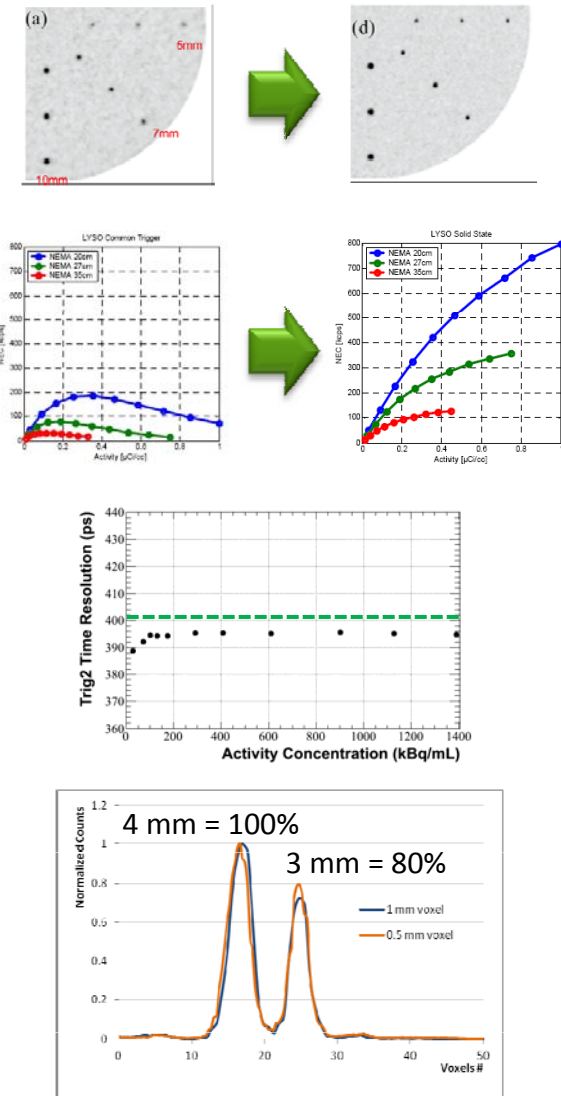 (a)
5mm
7mm
10mm
(d)
LYSO Common Trigger
NEMA 20cm
NEMA 27cm
NEMA 35cm
NEC [kcps]
800
700
600
500
400
300
200
100
0
0 0.2 0.4 0.6 0.8 1
Activity [µCi/cc]
LYSO Solid State
NEMA 20cm
NEMA 27cm
NEMA 35cm
NEC [kcps]
800
700
600
500
400
300
200
100
0
0 0.2 0.4 0.6 0.8
Activity [µCi/cc]
Trig2 Time Resolution (ps)
440
430
420
410
400
390
380
370
360
0 200 400 600 800 1000 1200 1400
Activity Concentration (kBq/mL)
Normalized Counts
1.2
1
0.8
0.6
0.4
0.2
0
4 mm = 100%
3 mm = 80%
1 mm voxel
0.5 mm voxel
0 10 20 30 40 50
Voxels #